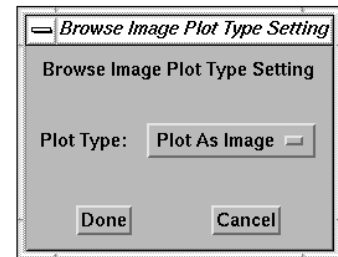 Browse Image Plot Type Setting
Browse Image Plot Type Setting
Plot Type: Plot As Image
Done Cancel